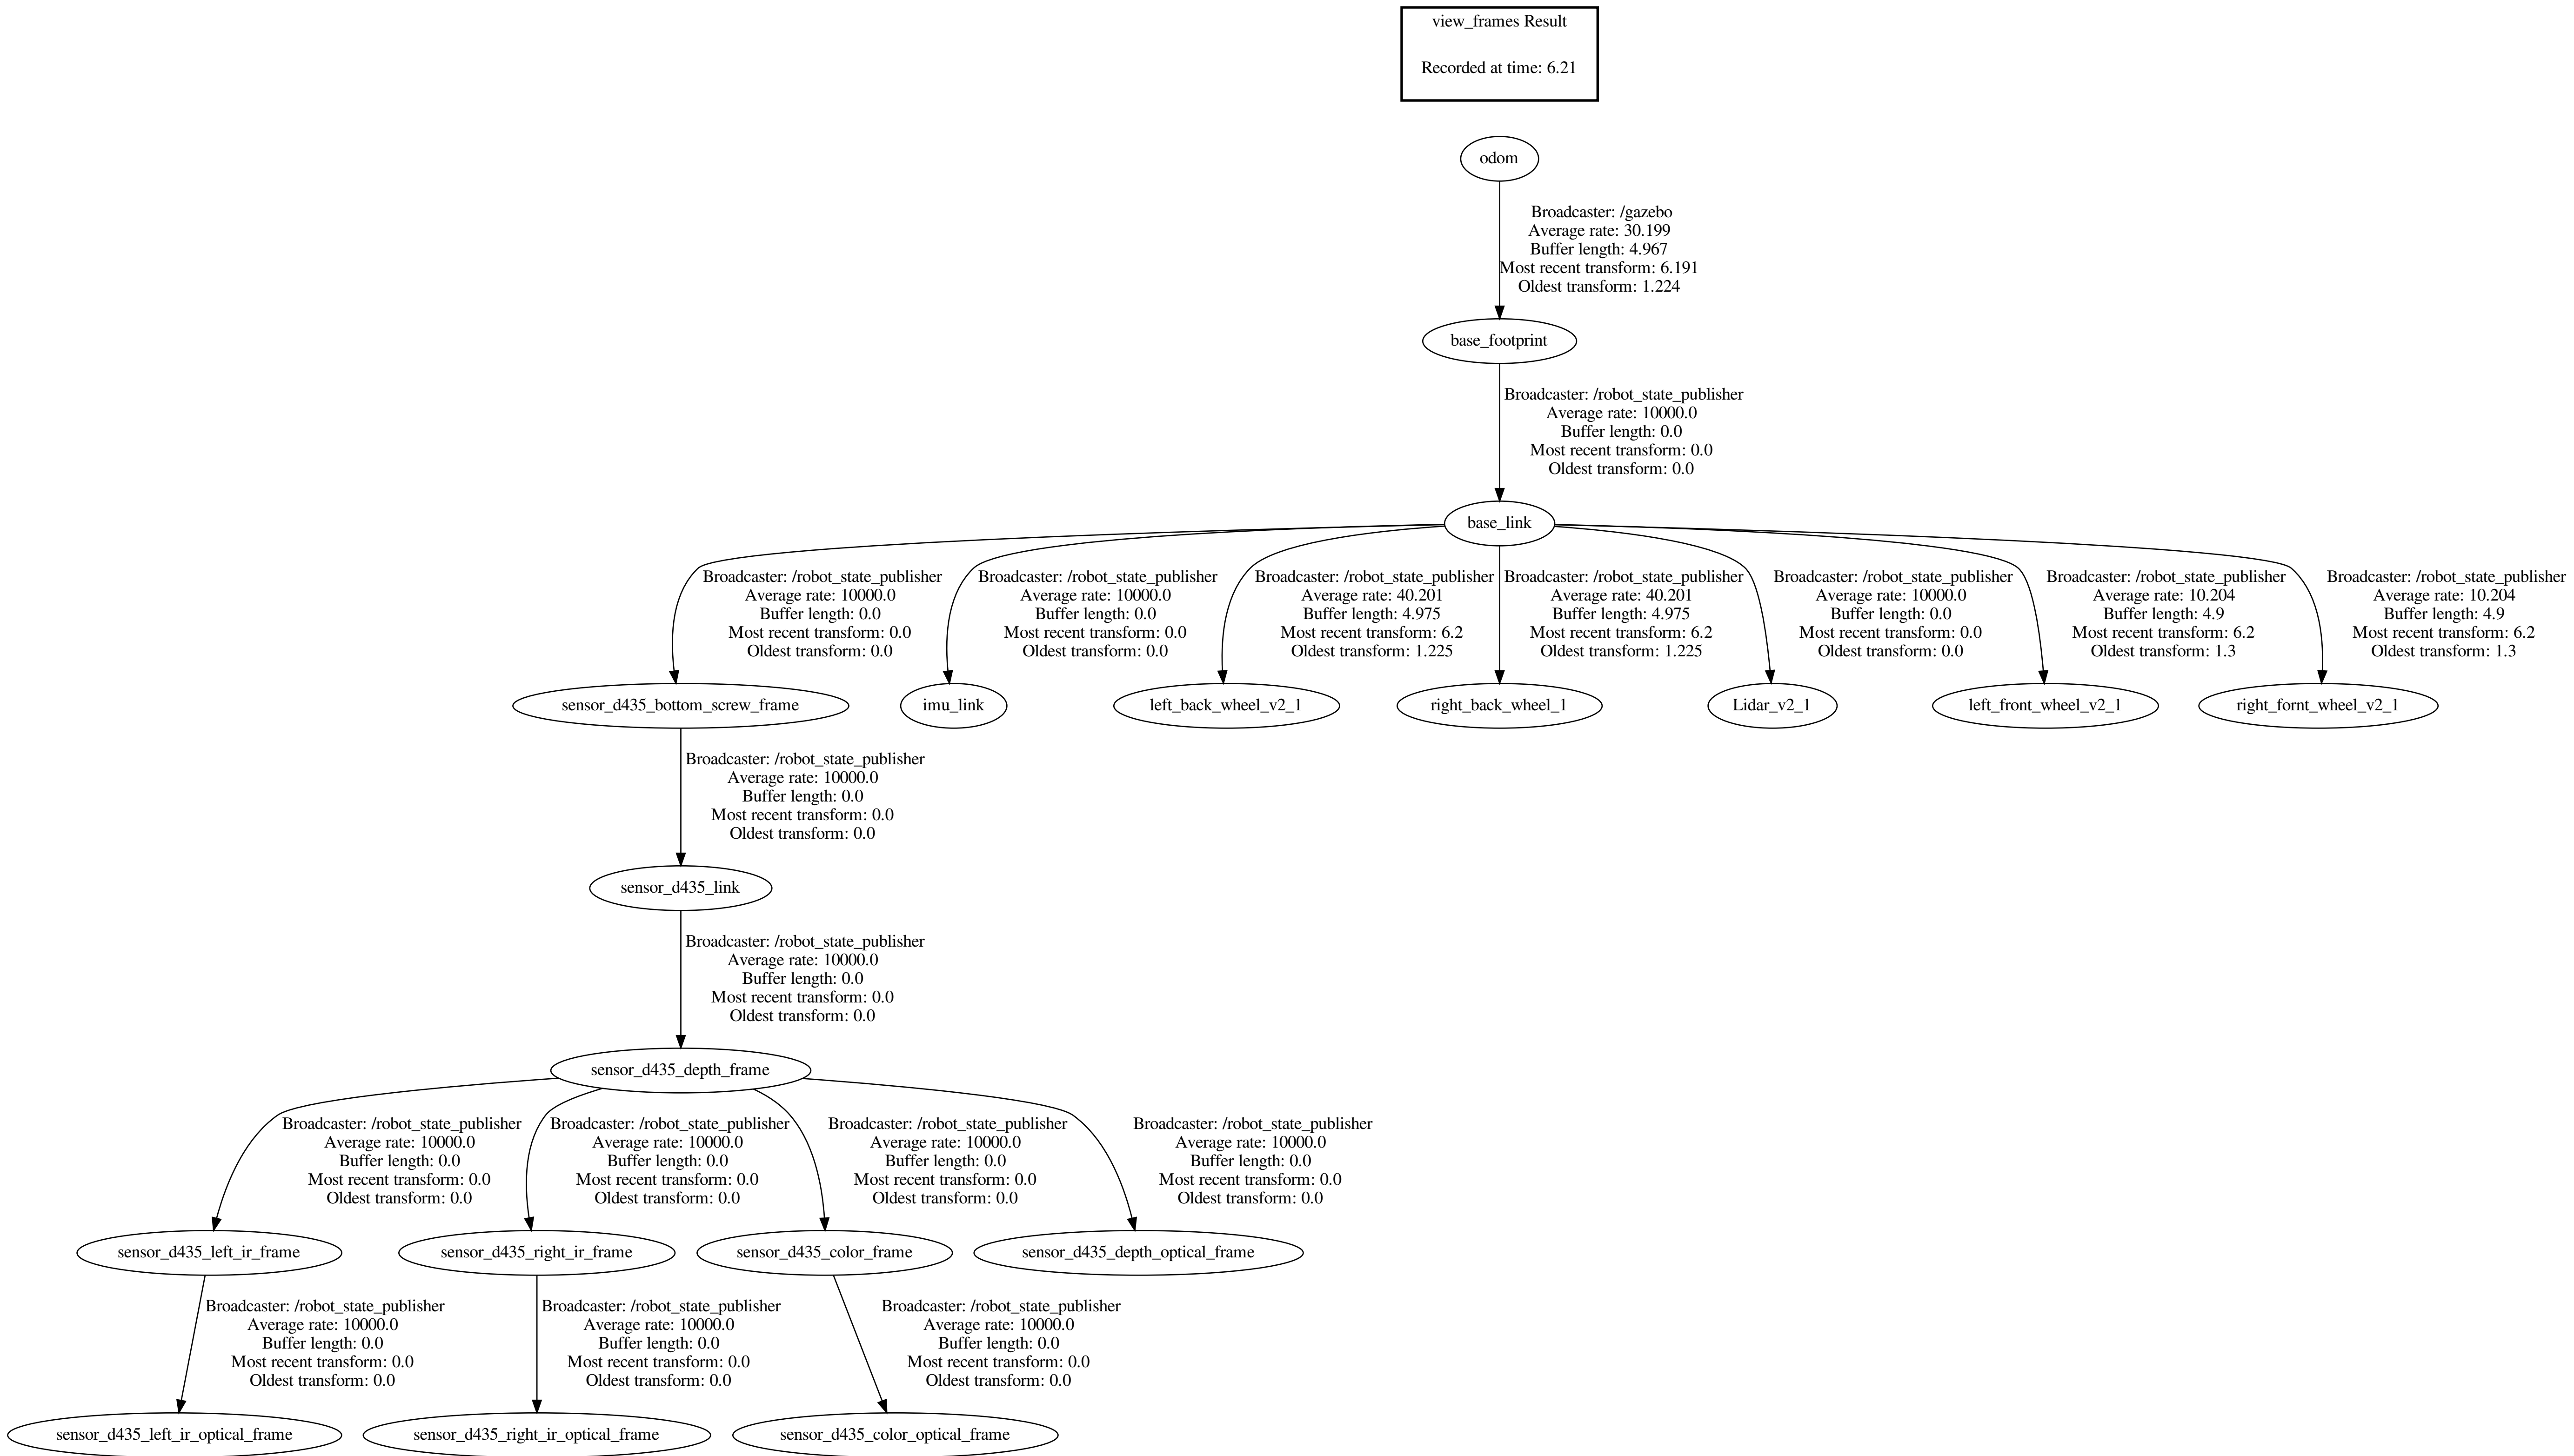 view_frames Result
Recorded at time: 6.21
odom
Broadcaster: /gazebo
Average rate: 30.199
Buffer length: 4.967
Most recent transform: 6.191
Oldest transform: 1.224
base_footprint
Broadcaster: /robot_state_publisher
Average rate: 10000.0
Buffer length: 0.0
Most recent transform: 0.0
Oldest transform: 0.0
base_link
Broadcaster: /robot_state_publisher
Average rate: 10000.0
Buffer length: 0.0
Most recent transform: 0.0
Oldest transform: 0.0
Broadcaster: /robot_state_publisher
Average rate: 10000.0
Buffer length: 0.0
Most recent transform: 0.0
Oldest transform: 0.0
Broadcaster: /robot_state_publisher
Average rate: 40.201
Buffer length: 4.975
Most recent transform: 6.2
Oldest transform: 1.225
Broadcaster: /robot_state_publisher
Average rate: 40.201
Buffer length: 4.975
Most recent transform: 6.2
Oldest transform: 1.225
Broadcaster: /robot_state_publisher
Average rate: 10000.0
Buffer length: 0.0
Most recent transform: 0.0
Oldest transform: 0.0
Broadcaster: /robot_state_publisher
Average rate: 10.204
Buffer length: 4.9
Most recent transform: 6.2
Oldest transform: 1.3
Broadcaster: /robot_state_publisher
Average rate: 10.204
Buffer length: 4.9
Most recent transform: 6.2
Oldest transform: 1.3
sensor_d435_bottom_screw_frame
imu_link
left_back_wheel_v2_1
right_back_wheel_1
Lidar_v2_1
left_front_wheel_v2_1
right_fornt_wheel_v2_1
Broadcaster: /robot_state_publisher
Average rate: 10000.0
Buffer length: 0.0
Most recent transform: 0.0
Oldest transform: 0.0
sensor_d435_link
Broadcaster: /robot_state_publisher
Average rate: 10000.0
Buffer length: 0.0
Most recent transform: 0.0
Oldest transform: 0.0
sensor_d435_depth_frame
Broadcaster: /robot_state_publisher
Average rate: 10000.0
Buffer length: 0.0
Most recent transform: 0.0
Oldest transform: 0.0
Broadcaster: /robot_state_publisher
Average rate: 10000.0
Buffer length: 0.0
Most recent transform: 0.0
Oldest transform: 0.0
Broadcaster: /robot_state_publisher
Average rate: 10000.0
Buffer length: 0.0
Most recent transform: 0.0
Oldest transform: 0.0
Broadcaster: /robot_state_publisher
Average rate: 10000.0
Buffer length: 0.0
Most recent transform: 0.0
Oldest transform: 0.0
sensor_d435_left_ir_frame
sensor_d435_right_ir_frame
sensor_d435_color_frame
sensor_d435_depth_optical_frame
Broadcaster: /robot_state_publisher
Average rate: 10000.0
Buffer length: 0.0
Most recent transform: 0.0
Oldest transform: 0.0
Broadcaster: /robot_state_publisher
Average rate: 10000.0
Buffer length: 0.0
Most recent transform: 0.0
Oldest transform: 0.0
Broadcaster: /robot_state_publisher
Average rate: 10000.0
Buffer length: 0.0
Most recent transform: 0.0
Oldest transform: 0.0
sensor_d435_left_ir_optical_frame
sensor_d435_right_ir_optical_frame
sensor_d435_color_optical_frame